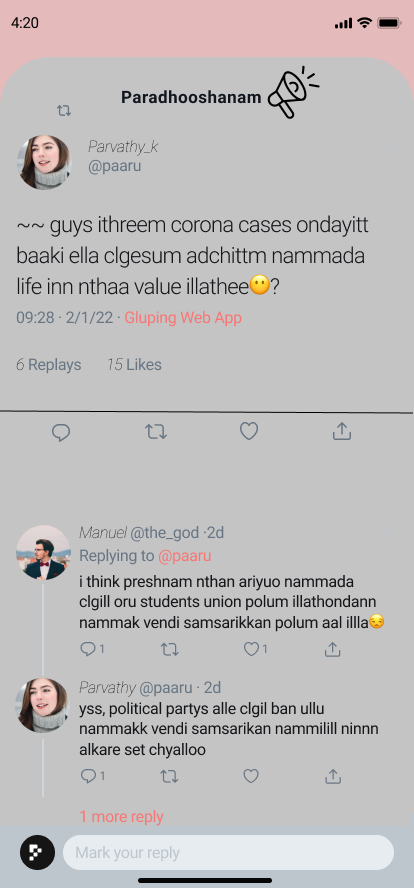 4:20
Paradhooshanam
Parvathy_k
@paaru
~~ guys ithreem corona cases ondayitt
baaki ella clgesum adchittm nammada
life inn nthaa value illathee😶?
09:28 · 2/1/22 · Gluping Web App
6 Replays 15 Likes
Manuel @the_god ·2d
Replying to @paaru
i think preshnam nthan ariyuo nammada
clgill oru students union polum illathondann
nammak vendi samsarikkan polum aal illla😒
1 1
Parvathy @paaru · 2d
yss, political partys alle clgil ban ullu
nammakk vendi samsarikan nammilill ninnn
alkare set chyalloo
1
1 more reply
Mark your reply